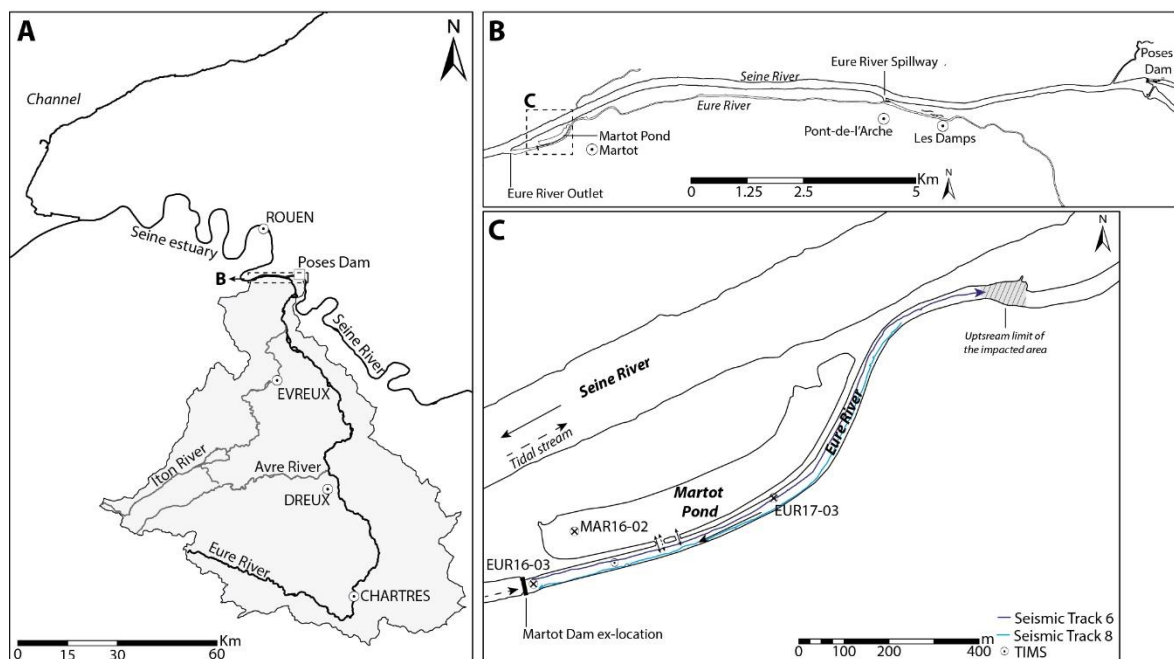 A
N
Channel
ROUEN
Seine estuary
Poses Dam
B
Seine River
EVREUX
Iton River
Avre River
DREUX
Eure River
CHARTRES
Km
0 15 30 60
B
Poses
Dam
Eure River Spillway
Seine River
C
Eure River
Martot Pond
Martot
Pont-de-l'Arche
Les Damps
Eure River Outlet
Km
0 1.25 2.5 5
N
C
N
Uptsream limit of
the impacted area
Seine River
Tidal stream
Eure River
Martot
Pond
EUR17-03
MAR16-02
EUR16-03
Martot Dam ex-location
Seismic Track 6
Seismic Track 8
TIMS
m
0 100 200 400